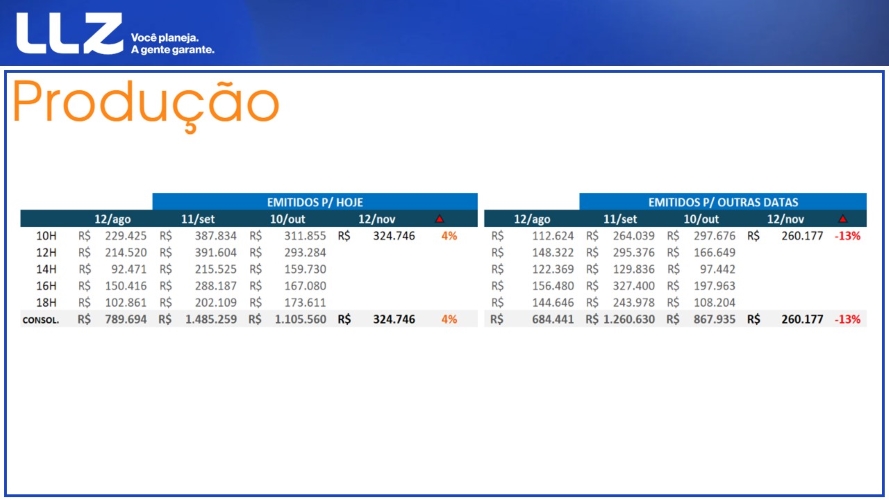 LLZ Você planeja.
A gente garante.
Produção
EMITIDOS P/ HOJE EMITIDOS P/ OUTRAS DATAS
12/ago 11/set 10/out 12/nov 12/ago 11/set 10/out 12/nov
10H R$ 229.425 R$ 387.834 R$ 311.855 R$ 324.746 4% R$ 112.624 R$ 264.039 R$ 297.676 R$ 260.177 -13%
12H R$ 214.520 R$ 391.604 R$ 293.284 R$ 148.322 R$ 295.376 R$ 166.649
14H R$ 92.471 R$ 215.525 R$ 159.730 R$ 122.369 R$ 129.836 R$ 97.442
16H R$ 150.416 R$ 288.187 R$ 167.080 R$ 156.480 R$ 327.400 R$ 197.963
18H R$ 102.861 R$ 202.109 R$ 173.611 R$ 144.646 R$ 243.978 R$ 108.204
CONSOL. R$ 789.694 R$ 1.485.259 R$ 1.105.560 R$ 324.746 4% R$ 684.441 R$ 1.260.630 R$ 867.935 R$ 260.177 -13%